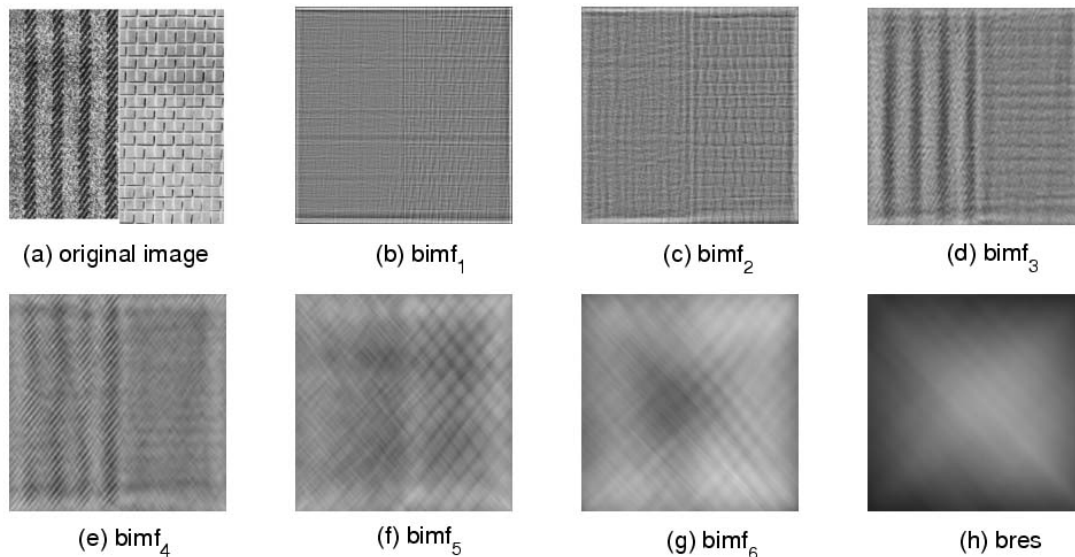 (a) original image
(b) bimf₁
(c) bimf₂
(d) bimf₃
(e) bimf₄
(f) bimf₅
(g) bimf₆
(h) bres